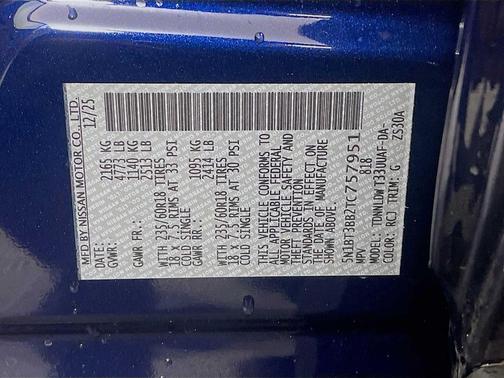 MFD BY NISSAN MOTOR CO., LTD.
12/25
GVWR: 2165 KG
4773 LB
GAWR FR.: 1140 KG
2513 LB
WITH 235/60R18 TIRES
18 X 7.5 RIMS AT 33 PSI
COLD SINGLE
GAWR RR.: 1095 KG
2414 LB
WITH 235/60R18 TIRES
18 X 7.5 RIMS AT 30 PSI
COLD SINGLE
THIS VEHICLE CONFORMS TO
ALL APPLICABLE FEDERAL
MOTOR VEHICLE SAFETY AND
THEFT PREVENTION
STANDARDS IN EFFECT ON
THE DATE OF MANUFACTURE
SHOWN ABOVE.
5N1BT3BB2TC757951
MPV 818
MODEL: TDNNLDWT33UAF-DA-
COLOR: RCJ TRIM: G ZS30A